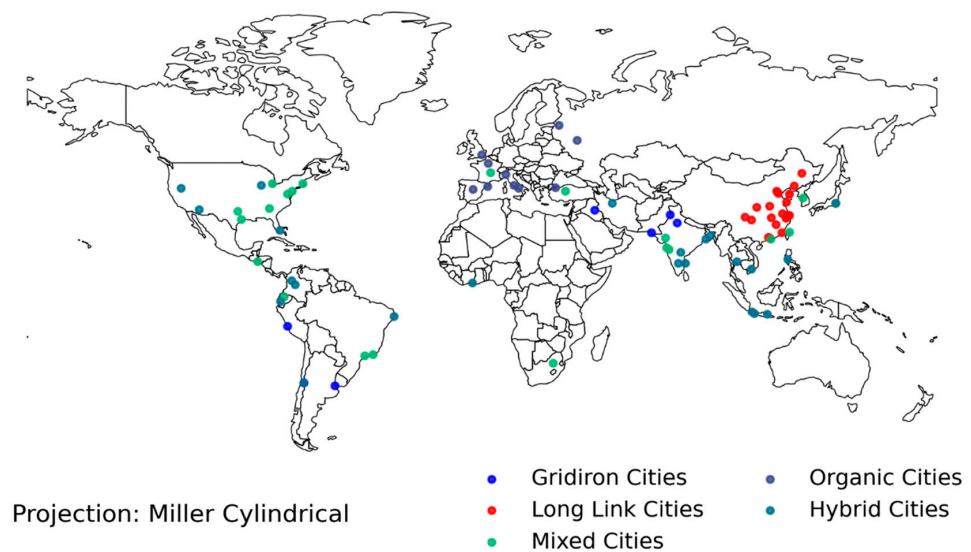 Gridiron Cities
Long Link Cities
Mixed Cities
Organic Cities
Hybrid Cities
Projection: Miller Cylindrical